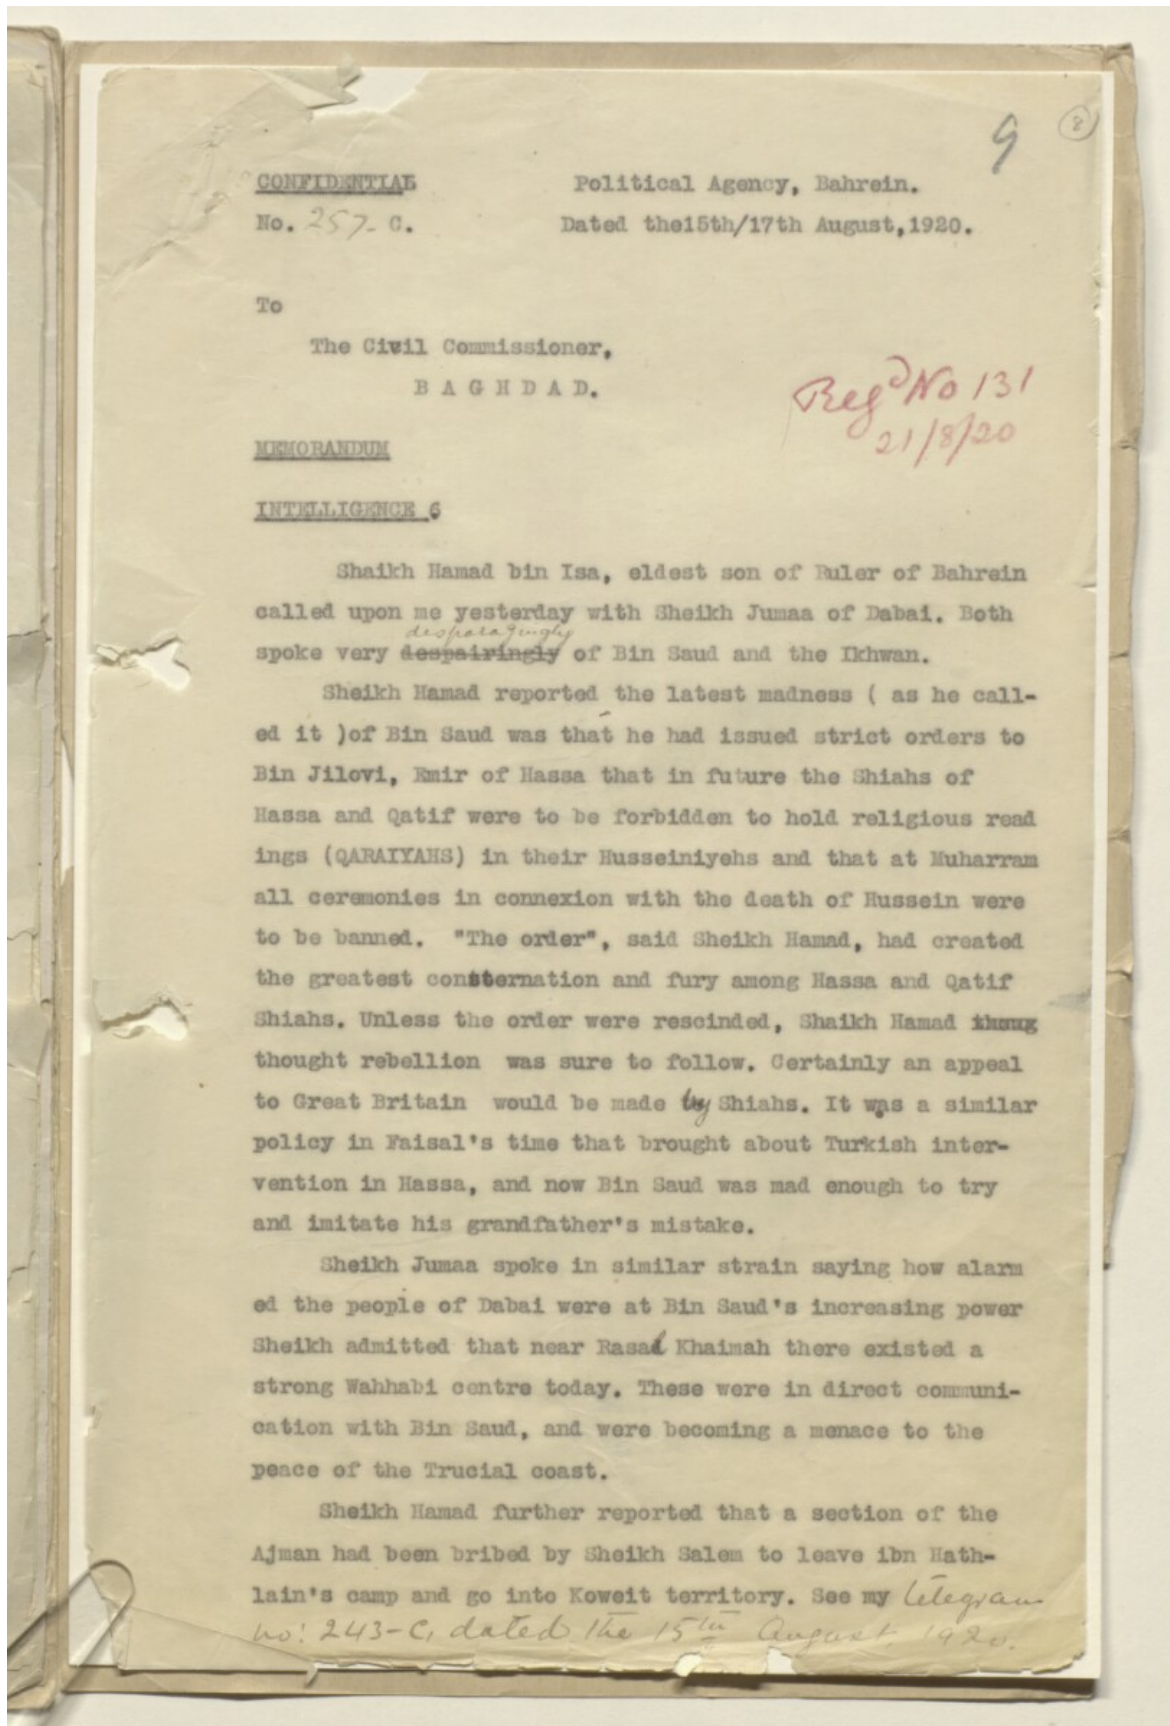 9
8
CONFIDENTIAL Political Agency, Bahrein.
No. 257-C. Dated the15th/17th August,1920.
To
The Civil Commissioner,
BAGHDAD.
Regd No 131
21/8/20
MEMORANDUM
INTELLIGENCE 6
Shaikh Hamad bin Isa, eldest son of Ruler of Bahrein
called upon me yesterday with Sheikh Jumaa of Dabai. Both
disparagingly
spoke very despairingly of Bin Saud and the Ikhwan.
Sheikh Hamad reported the latest madness ( as he call-
ed it )of Bin Saud was that he had issued strict orders to
Bin Jilovi, Emir of Hassa that in future the Shiahs of
Hassa and Qatif were to be forbidden to hold religious read
ings (QARAIYAHS) in their Husseiniyehs and that at Muharram
all ceremonies in connexion with the death of Hussein were
to be banned. "The order", said Sheikh Hamad, had created
the greatest consternation and fury among Hassa and Qatif
Shiahs. Unless the order were rescinded, Shaikh Hamad thoug
thought rebellion was sure to follow. Certainly an appeal
to Great Britain would be made by Shiahs. It was a similar
policy in Faisal's time that brought about Turkish inter-
vention in Hassa, and now Bin Saud was mad enough to try
and imitate his grandfather's mistake.
Sheikh Jumaa spoke in similar strain saying how alarm
ed the people of Dabai were at Bin Saud's increasing power
Sheikh admitted that near Rasal Khaimah there existed a
strong Wahhabi centre today. These were in direct communi-
cation with Bin Saud, and were becoming a menace to the
peace of the Trucial coast.
Sheikh Hamad further reported that a section of the
Ajman had been bribed by Sheikh Salem to leave ibn Hath-
lain's camp and go into Koweit territory. See my telegram
no: 243-C, dated the 15th August, 1920.